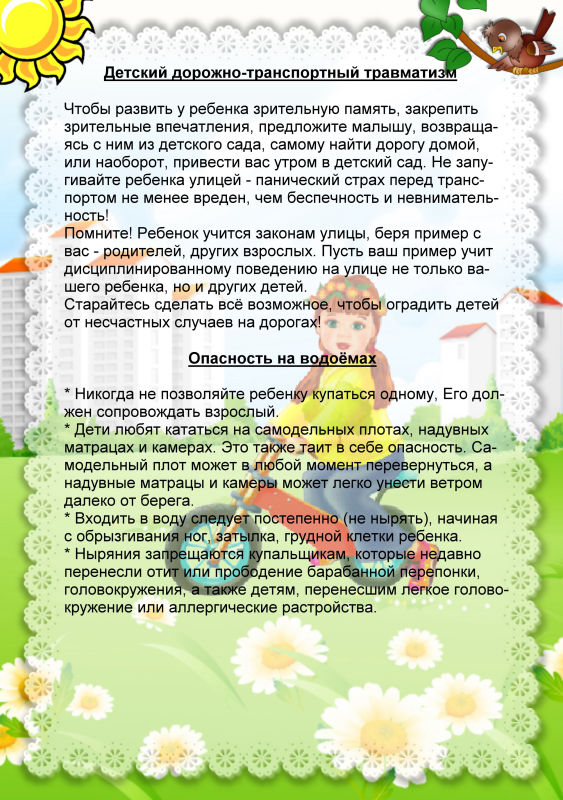 Детский дорожно-транспортный травматизм
Чтобы развить у ребенка зрительную память, закрепить
зрительные впечатления, предложите малышу, возвраща-
ясь с ним из детского сада, самому найти дорогу домой,
или наоборот, привести вас утром в детский сад. Не запу-
гивайте ребенка улицей - панический страх перед транс-
портом не менее вреден, чем беспечность и невниматель-
ность!
Помните! Ребенок учится законам улицы, беря пример с
вас - родителей, других взрослых. Пусть ваш пример учит
дисциплинированному поведению на улице не только ва-
шего ребенка, но и других детей.
Старайтесь сделать всё возможное, чтобы оградить детей
от несчастных случаев на дорогах!
Опасность на водоёмах
* Никогда не позволяйте ребенку купаться одному, Его дол-
жен сопровождать взрослый.
* Дети любят кататься на самодельных плотах, надувных
матрацах и камерах. Это также таит в себе опасность. Са-
модельный плот может в любой момент перевернуться, а
надувные матрацы и камеры может легко унести ветром
далеко от берега.
* Входить в воду следует постепенно (не нырять), начиная
с обрызгивания ног, затылка, грудной клетки ребенка.
* Ныряния запрещаются купальщикам, которые недавно
перенесли отит или прободение барабанной перепонки,
головокружения, а также детям, перенесшим легкое голово-
кружение или аллергические растройства.